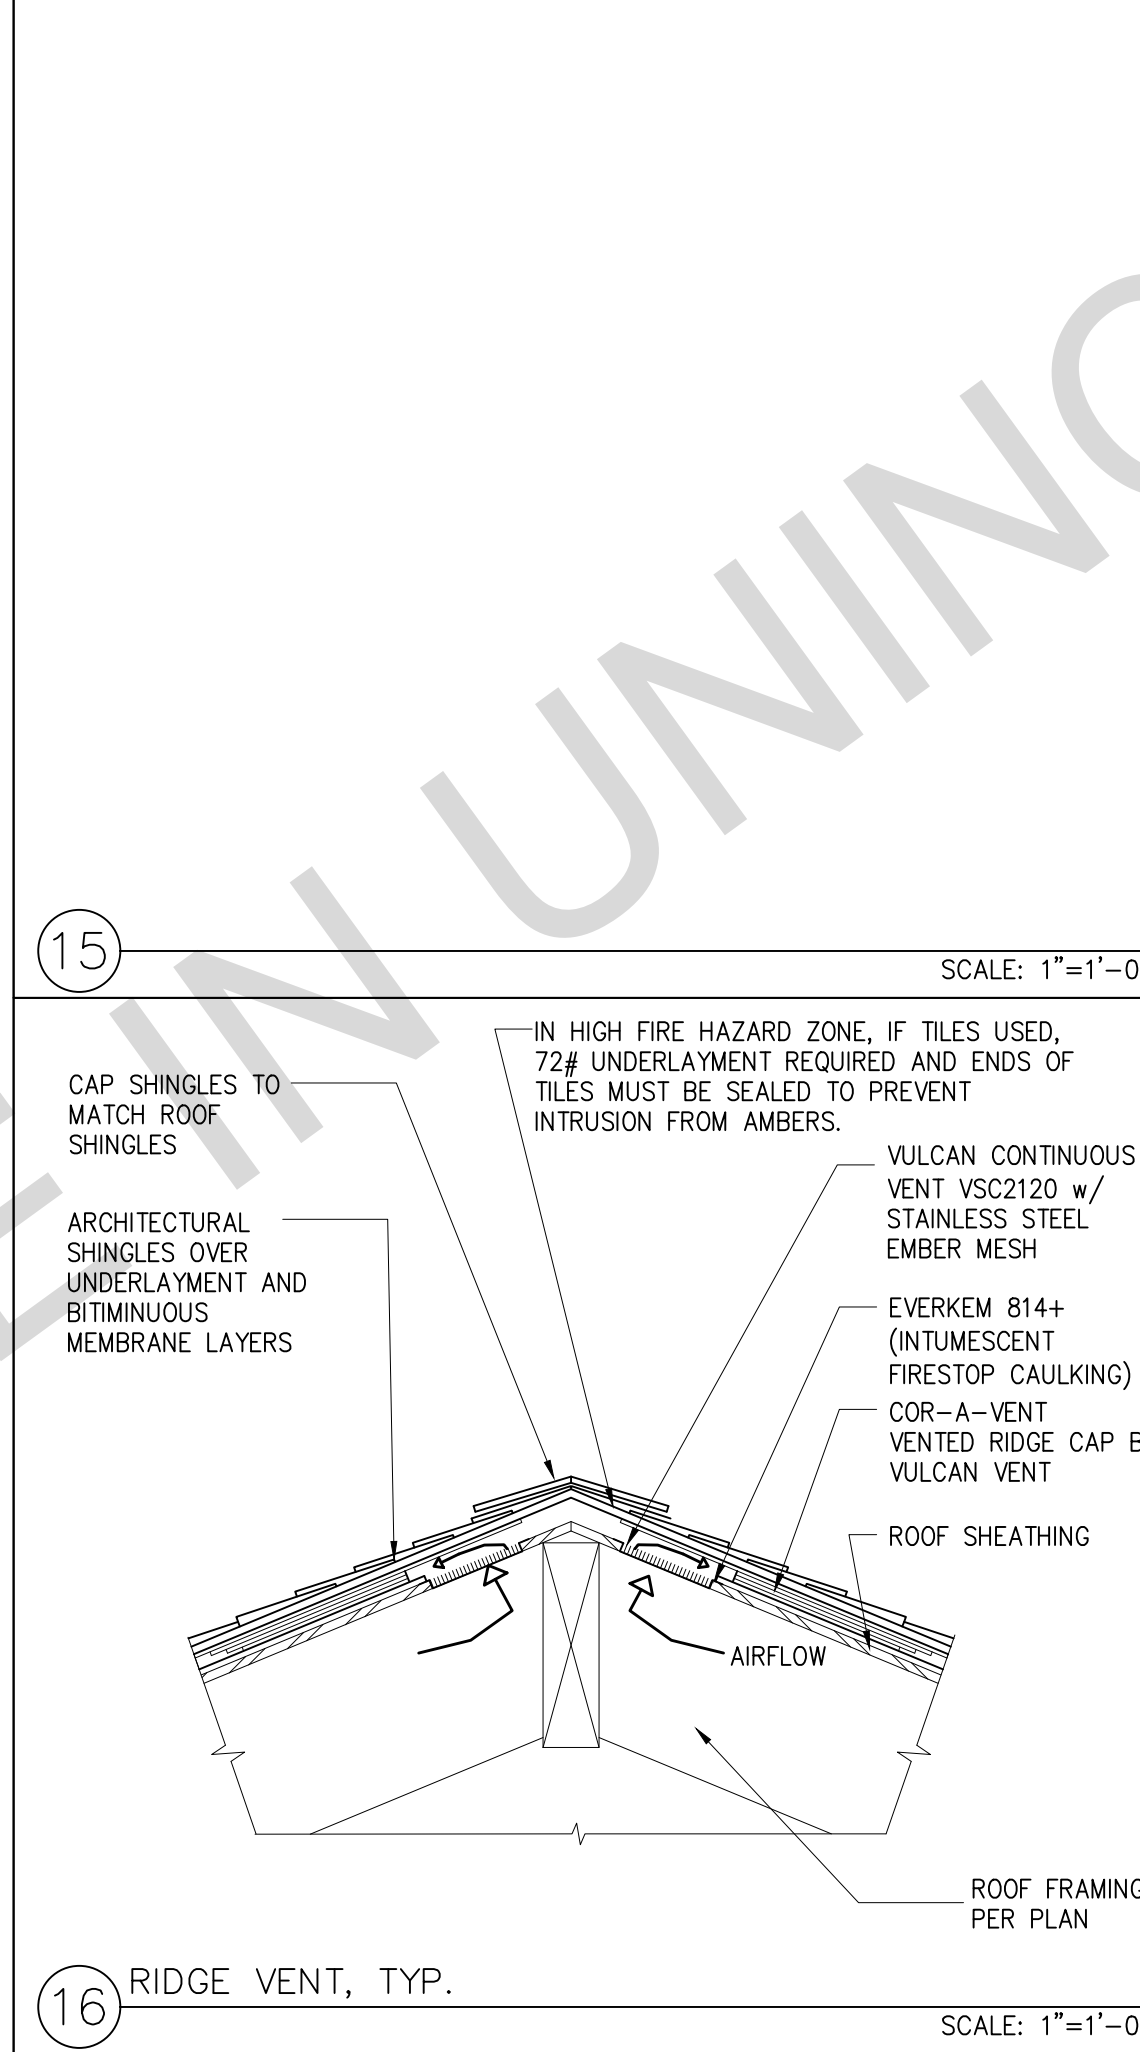 15
SCALE: 1"=1'-0
IN HIGH FIRE HAZARD ZONE, IF TILES USED,
72# UNDERLAYMENT REQUIRED AND ENDS OF
TILES MUST BE SEALED TO PREVENT
INTRUSION FROM AMBERS.
CAP SHINGLES TO
MATCH ROOF
SHINGLES
ARCHITECTURAL
SHINGLES OVER
UNDERLAYMENT AND
BITIMINUOUS
MEMBRANE LAYERS
VULCAN CONTINUOUS
VENT VSC2120 w/
STAINLESS STEEL
EMBER MESH
EVERKEM 814+
(INTUMESCENT
FIRESTOP CAULKING)
COR-A-VENT
VENTED RIDGE CAP B
VULCAN VENT
ROOF SHEATHING
AIRFLOW
ROOF FRAMING
PER PLAN
16 RIDGE VENT, TYP.
SCALE: 1"=1'-0
IN UNINC